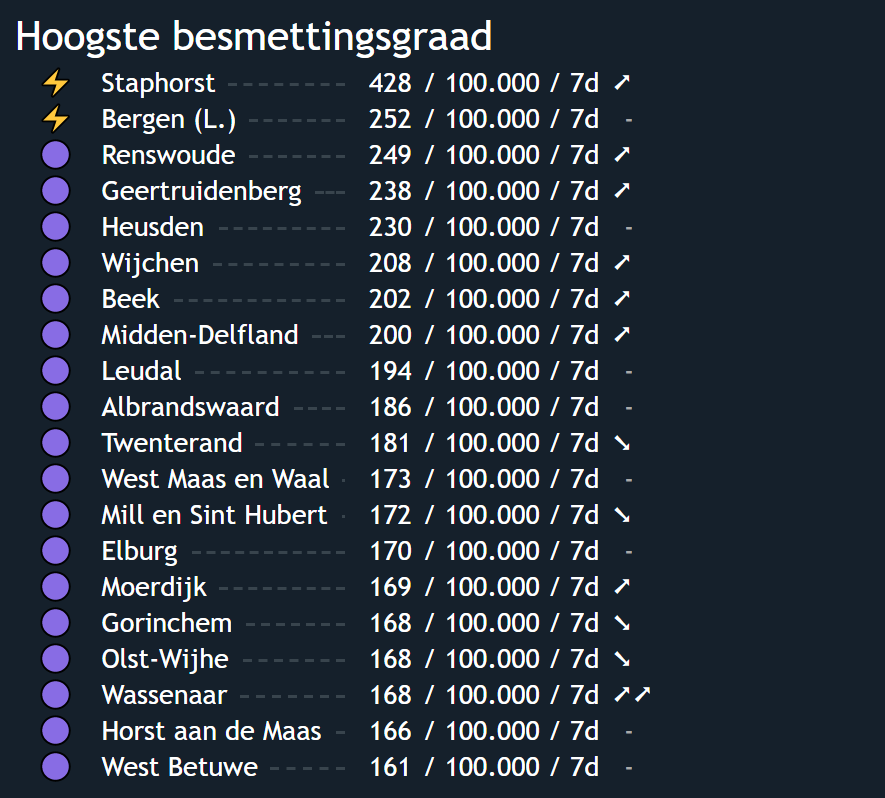 Hoogste besmettingsgraad
⚡ Staphorst -------- 428 / 100.000 / 7d ➚
⚡ Bergen (L.) ------- 252 / 100.000 / 7d -
Renswoude ------- 249 / 100.000 / 7d ➚
Geertruidenberg --- 238 / 100.000 / 7d ➚
Heusden -------- 230 / 100.000 / 7d -
Wijchen --------- 208 / 100.000 / 7d ➚
Beek ----------- 202 / 100.000 / 7d ➚
Midden-Delfland --- 200 / 100.000 / 7d ➚
Leudal ---------- 194 / 100.000 / 7d -
Albrandswaard ---- 186 / 100.000 / 7d -
Twenterand ------- 181 / 100.000 / 7d ➘
West Maas en Waal - 173 / 100.000 / 7d -
Mill en Sint Hubert - 172 / 100.000 / 7d ➘
Elburg ---------- 170 / 100.000 / 7d -
Moerdijk -------- 169 / 100.000 / 7d ➚
Gorinchem ------- 168 / 100.000 / 7d ➘
Olst-Wijhe ------- 168 / 100.000 / 7d ➘
Wassenaar ------- 168 / 100.000 / 7d ➚➚
Horst aan de Maas - 166 / 100.000 / 7d -
West Betuwe ----- 161 / 100.000 / 7d -